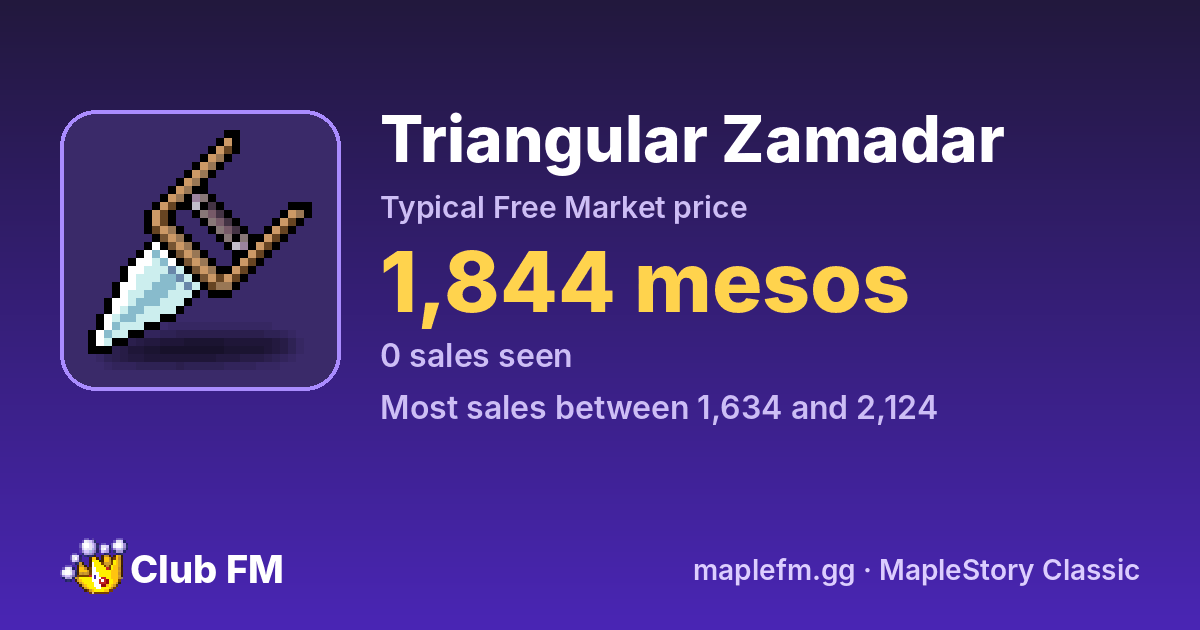 Triangular Zamadar
Typical Free Market price
1,844 mesos
0 sales seen
Most sales between 1,634 and 2,124
Club FM
maplefm.gg · MapleStory Classic